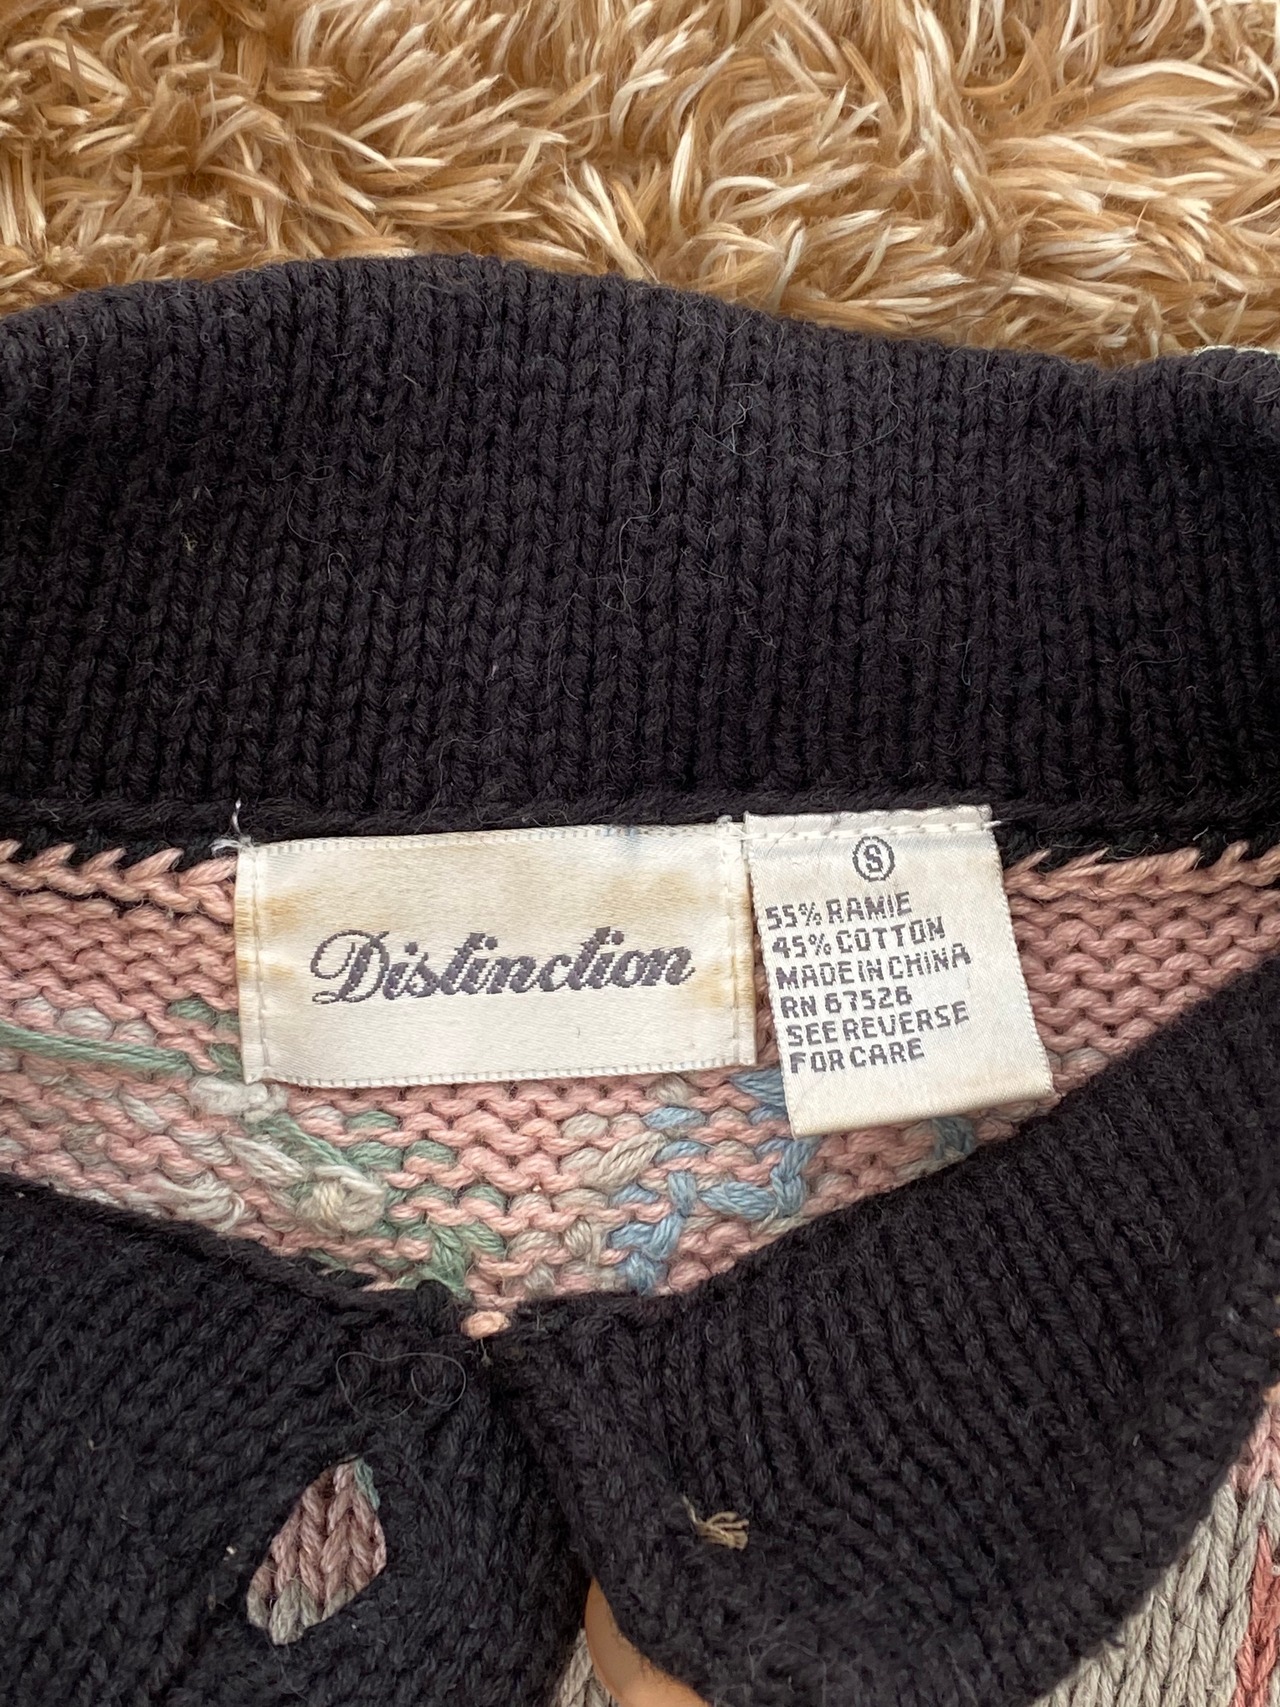 Distinction
S
55% RAMIE
45% COTTON
MADE IN CHINA
RN 67526
SEE REVERSE
FOR CARE